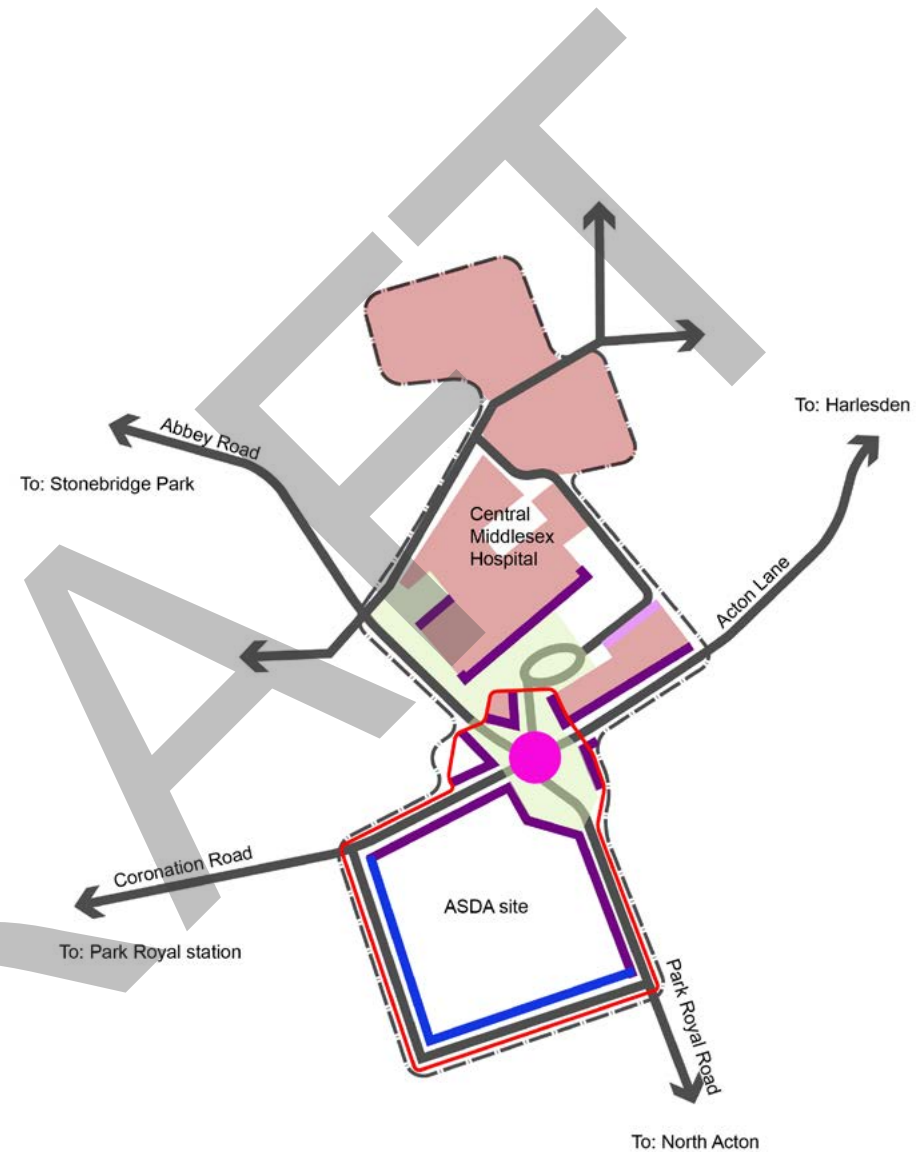 To: Harlesden
Abbey Road
To: Stonebridge Park
Central
Middlesex
Hospital
Acton Lane
Coronation Road
ASDA site
To: Park Royal station
Park Royal Road
To: North Acton